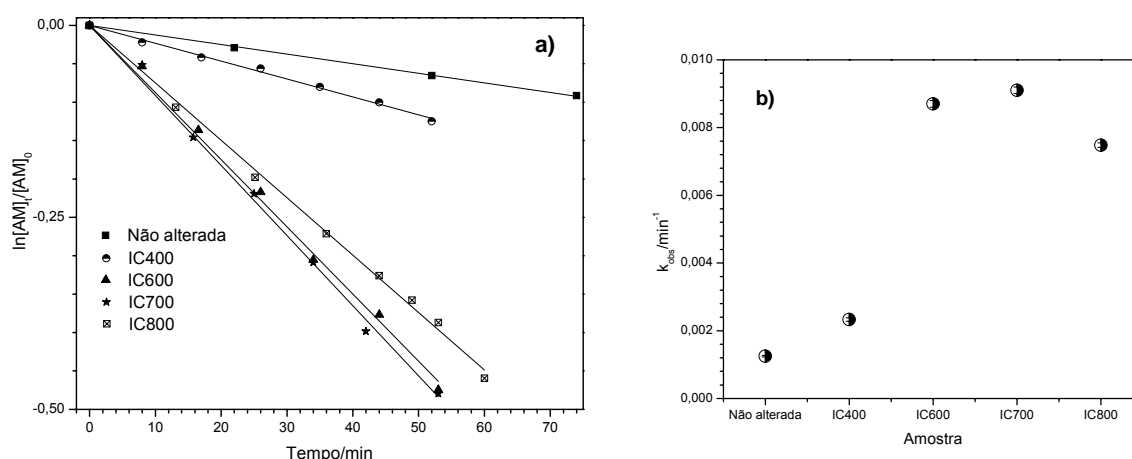 a)
0,00
-0,25
-0,50
ln[AM]t/[AM]0
Não alterada
IC400
IC600
IC700
IC800
0 10 20 30 40 50 60 70
Tempo/min
b)
0,010
0,008
0,006
0,004
0,002
0,000
kobs/min-1
Não alterada IC400 IC600 IC700 IC800
Amostra